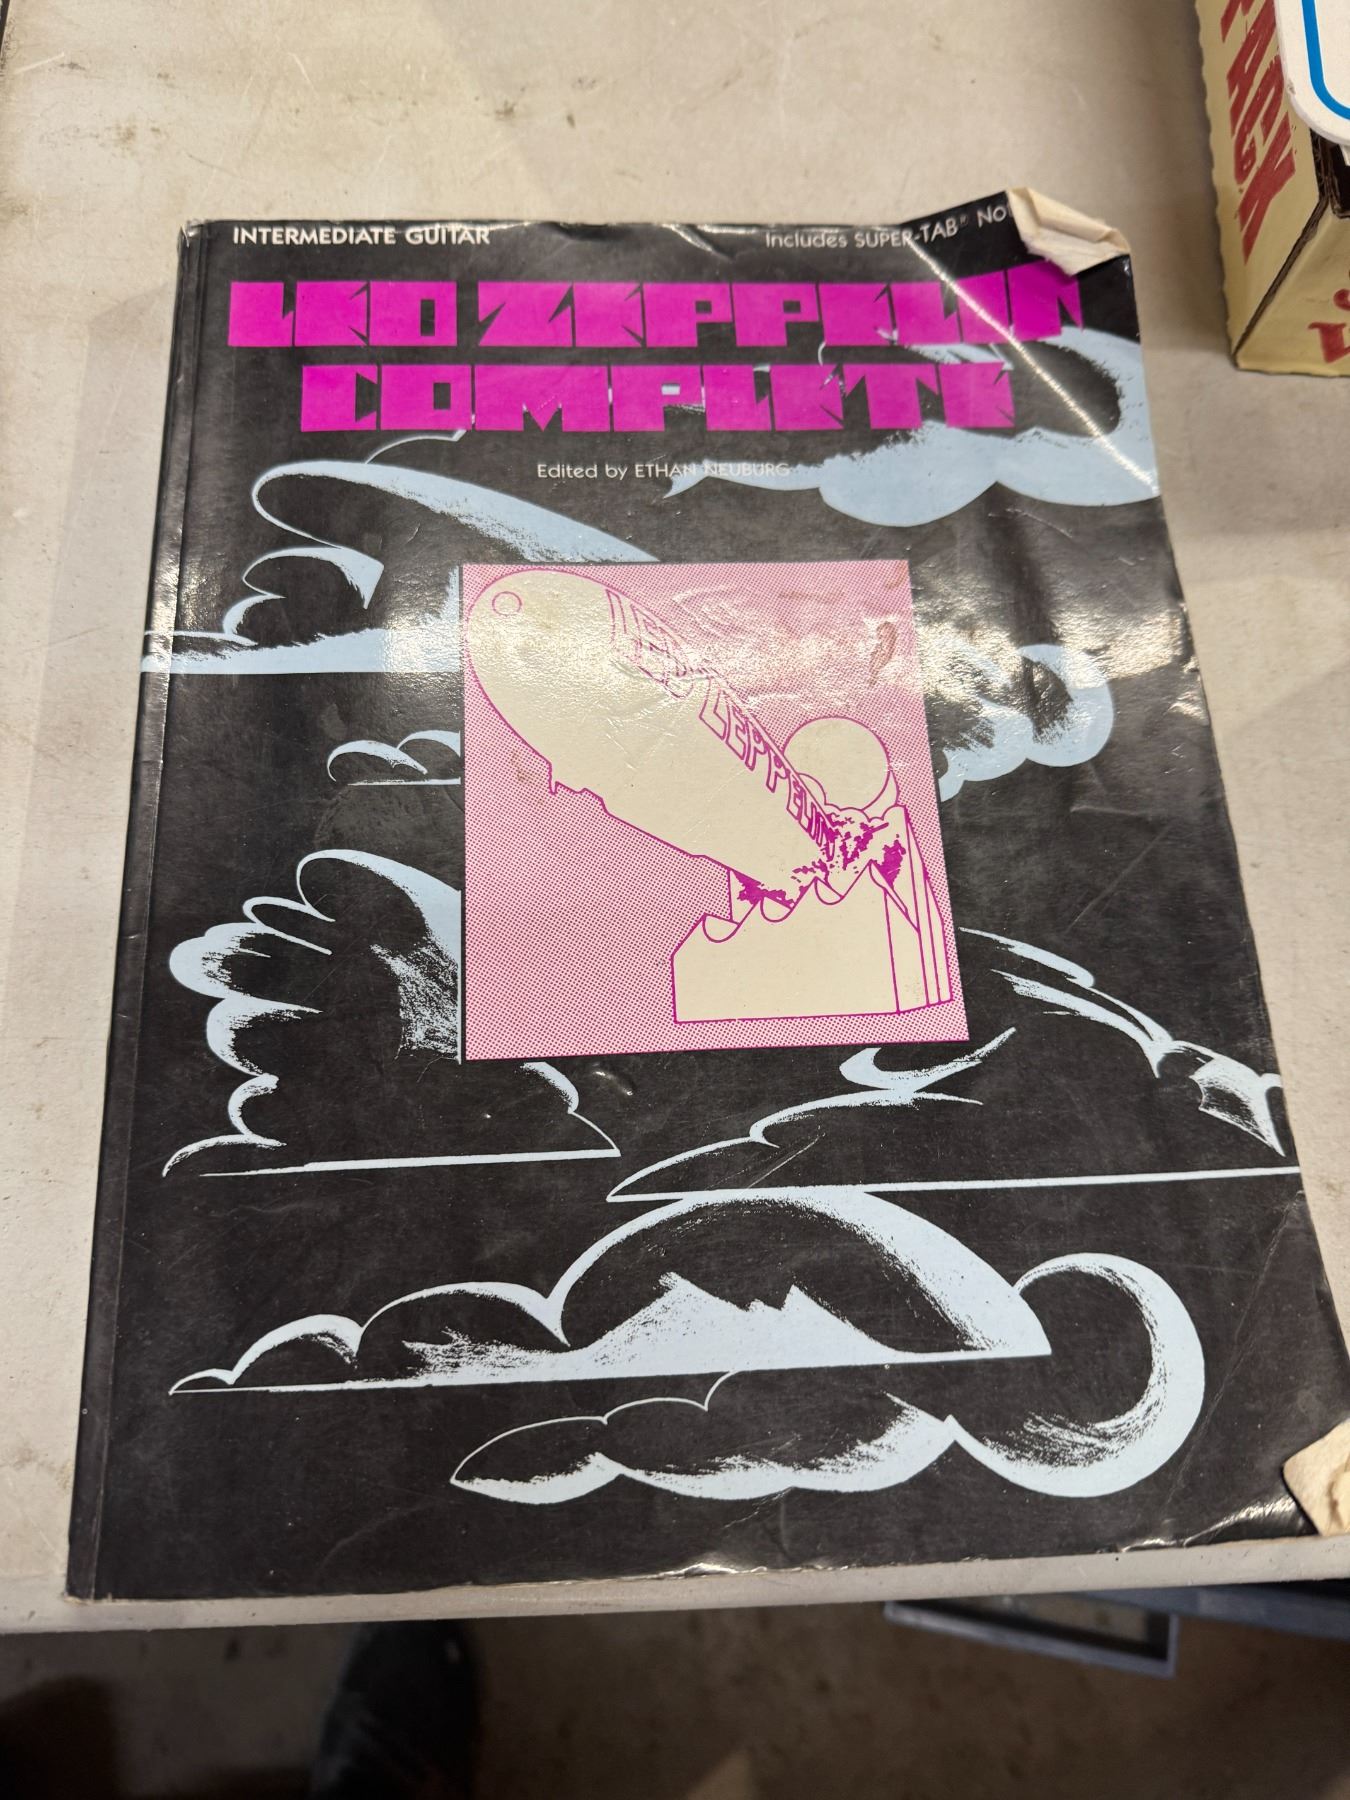 INTERMEDIATE GUITAR
Includes SUPER-TAB
LED ZEPPELIN
COMPLETE
Edited by ETHAN NEUBURG
LED ZEPPELIN